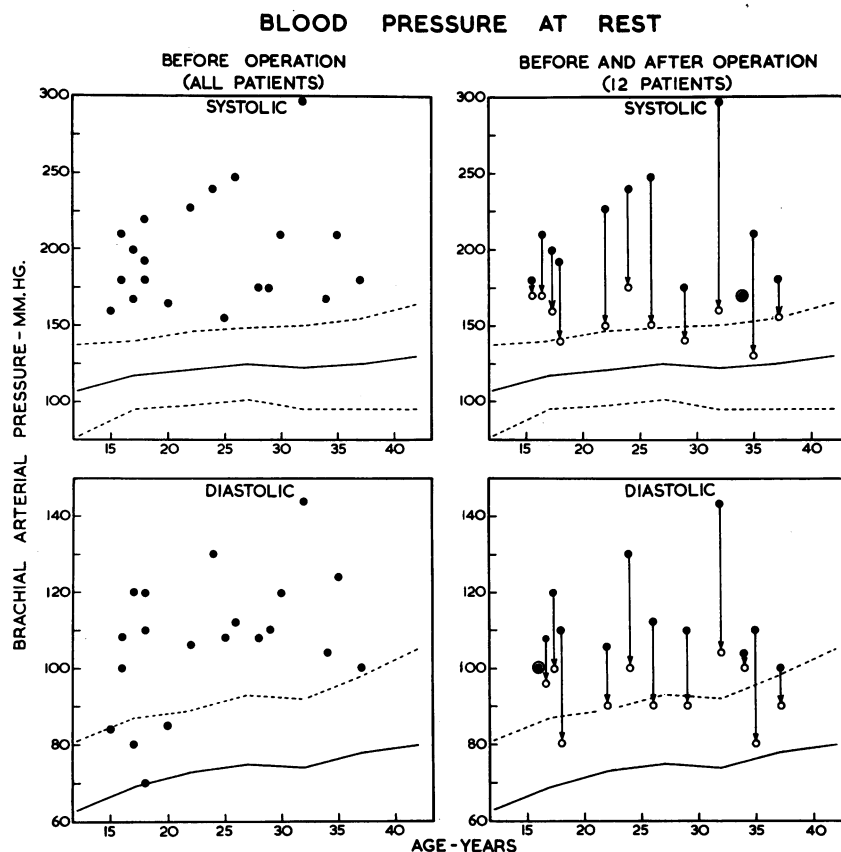 BLOOD PRESSURE AT REST
BEFORE OPERATION
(ALL PATIENTS)
BEFORE AND AFTER OPERATION
(12 PATIENTS)
BRACHIAL ARTERIAL PRESSURE - MM.HG.
SYSTOLIC
300
250
200
150
100
15 20 25 30 35 40
SYSTOLIC
300
250
200
150
100
15 20 25 30 35 40
DIASTOLIC
140
120
100
80
60
15 20 25 30 35 40
DIASTOLIC
140
120
100
80
60
15 20 25 30 35 40
AGE - YEARS